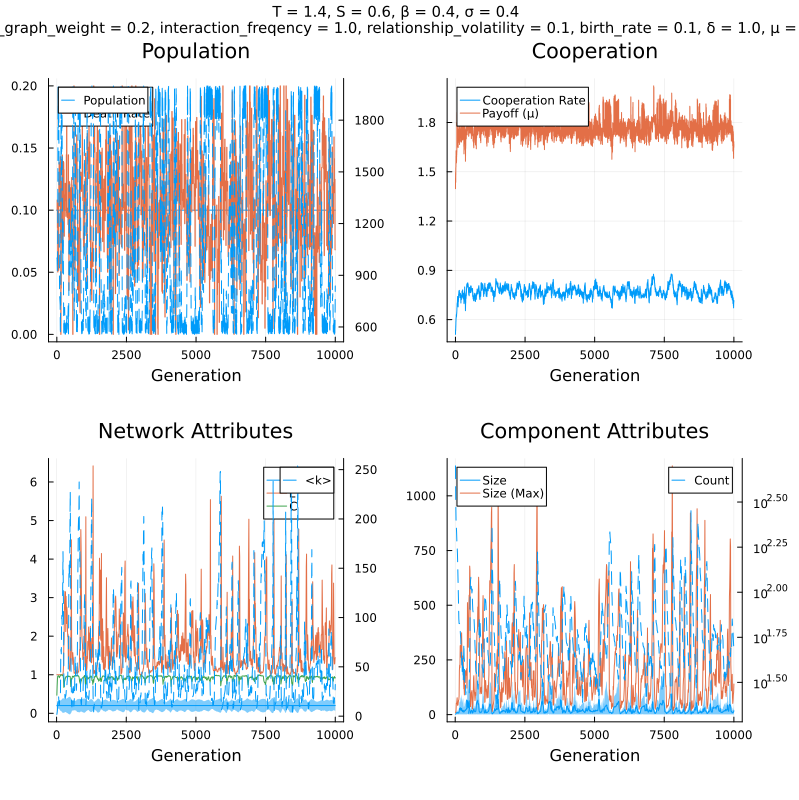 T = 1.4, S = 0.6, β = 0.4, σ = 0.4
_graph_weight = 0.2, interaction_freqency = 1.0, relationship_volatility = 0.1, birth_rate = 0.1, δ = 1.0, μ =
Population
Cooperation
0.20
0.15
0.10
0.05
0.00
Population
1800
1500
1200
900
600
0 2500 5000 7500 10000
Generation
1.8
1.5
1.2
0.9
0.6
Cooperation Rate
Payoff (μ)
0 2500 5000 7500 10000
Generation
Network Attributes
Component Attributes
6
5
4
3
2
1
0
<k>
C
250
200
150
100
50
0
0 2500 5000 7500 10000
Generation
1000
750
500
250
0
Size
Size (Max)
Count
10^2.50
10^2.25
10^2.00
10^1.75
10^1.50
0 2500 5000 7500 10000
Generation